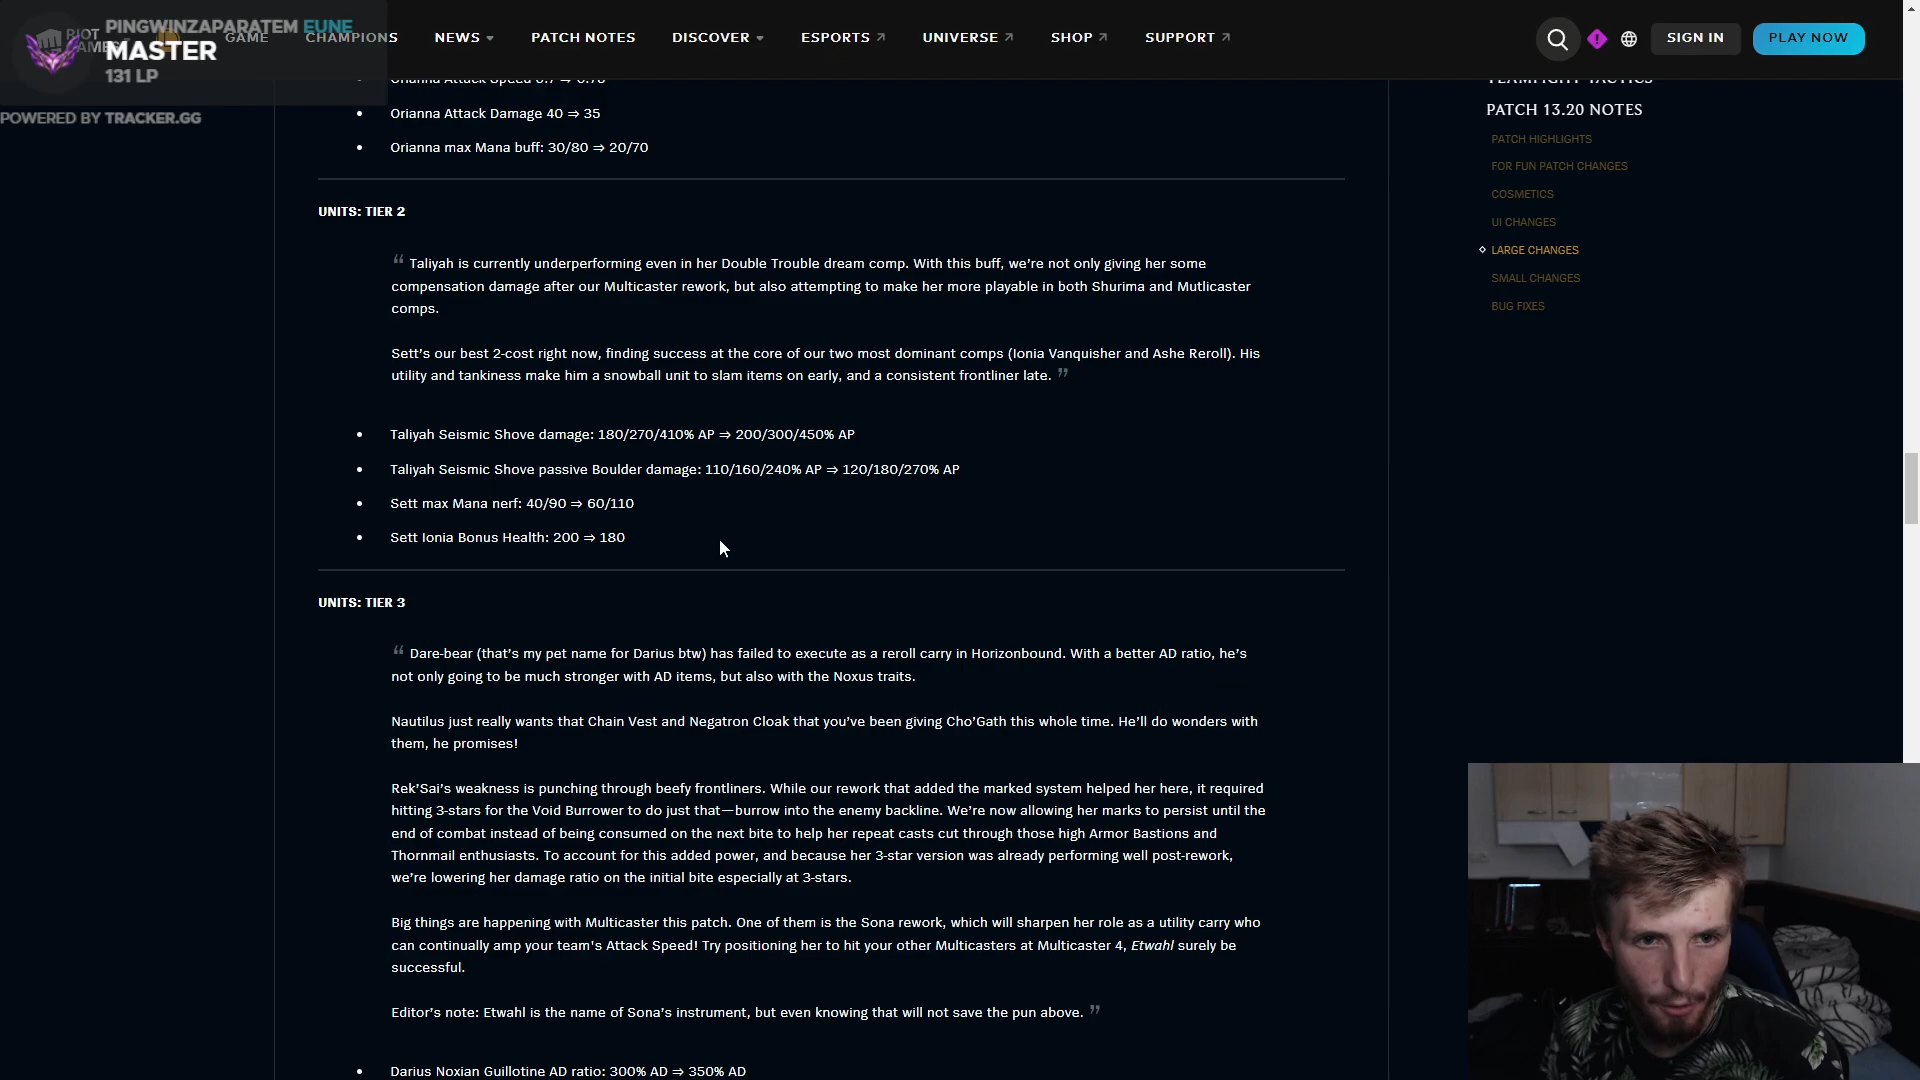 PINGWINZAPARATEM EUNE
MASTER
131 LP
POWERED BY TRACKER.GG
GAME
CHAMPIONS
NEWS
PATCH NOTES
DISCOVER
ESPORTS
UNIVERSE
SHOP
SUPPORT
SIGN IN
PLAY NOW
Orianna Attack Speed 0.7 ⇒ 0.75
• Orianna Attack Damage 40 ⇒ 35
• Orianna max Mana buff: 30/80 ⇒ 20/70
UNITS: TIER 2
“ Taliyah is currently underperforming even in her Double Trouble dream comp. With this buff, we’re not only giving her some
compensation damage after our Multicaster rework, but also attempting to make her more playable in both Shurima and Mutlicaster
comps.
Sett’s our best 2-cost right now, finding success at the core of our two most dominant comps (Ionia Vanquisher and Ashe Reroll). His
utility and tankiness make him a snowball unit to slam items on early, and a consistent frontliner late. ”
• Taliyah Seismic Shove damage: 180/270/410% AP ⇒ 200/300/450% AP
• Taliyah Seismic Shove passive Boulder damage: 110/160/240% AP ⇒ 120/180/270% AP
• Sett max Mana nerf: 40/90 ⇒ 60/110
• Sett Ionia Bonus Health: 200 ⇒ 180
UNITS: TIER 3
“ Dare-bear (that’s my pet name for Darius btw) has failed to execute as a reroll carry in Horizonbound. With a better AD ratio, he’s
not only going to be much stronger with AD items, but also with the Noxus traits.
Nautilus just really wants that Chain Vest and Negatron Cloak that you’ve been giving Cho’Gath this whole time. He’ll do wonders with
them, he promises!
Rek’Sai’s weakness is punching through beefy frontliners. While our rework that added the marked system helped her here, it required
hitting 3-stars for the Void Burrower to do just that—burrow into the enemy backline. We’re now allowing her marks to persist until the
end of combat instead of being consumed on the next bite to help her repeat casts cut through those high Armor Bastions and
Thornmail enthusiasts. To account for this added power, and because her 3-star version was already performing well post-rework,
we’re lowering her damage ratio on the initial bite especially at 3-stars.
Big things are happening with Multicaster this patch. One of them is the Sona rework, which will sharpen her role as a utility carry who
can continually amp your team's Attack Speed! Try positioning her to hit your other Multicasters at Multicaster 4, Etwahl surely be
successful.
Editor’s note: Etwahl is the name of Sona’s instrument, but even knowing that will not save the pun above. ”
• Darius Noxian Guillotine AD ratio: 300% AD ⇒ 350% AD
TEAMFIGHT TACTICS
PATCH 13.20 NOTES
PATCH HIGHLIGHTS
FOR FUN PATCH CHANGES
COSMETICS
UI CHANGES
LARGE CHANGES
SMALL CHANGES
BUG FIXES